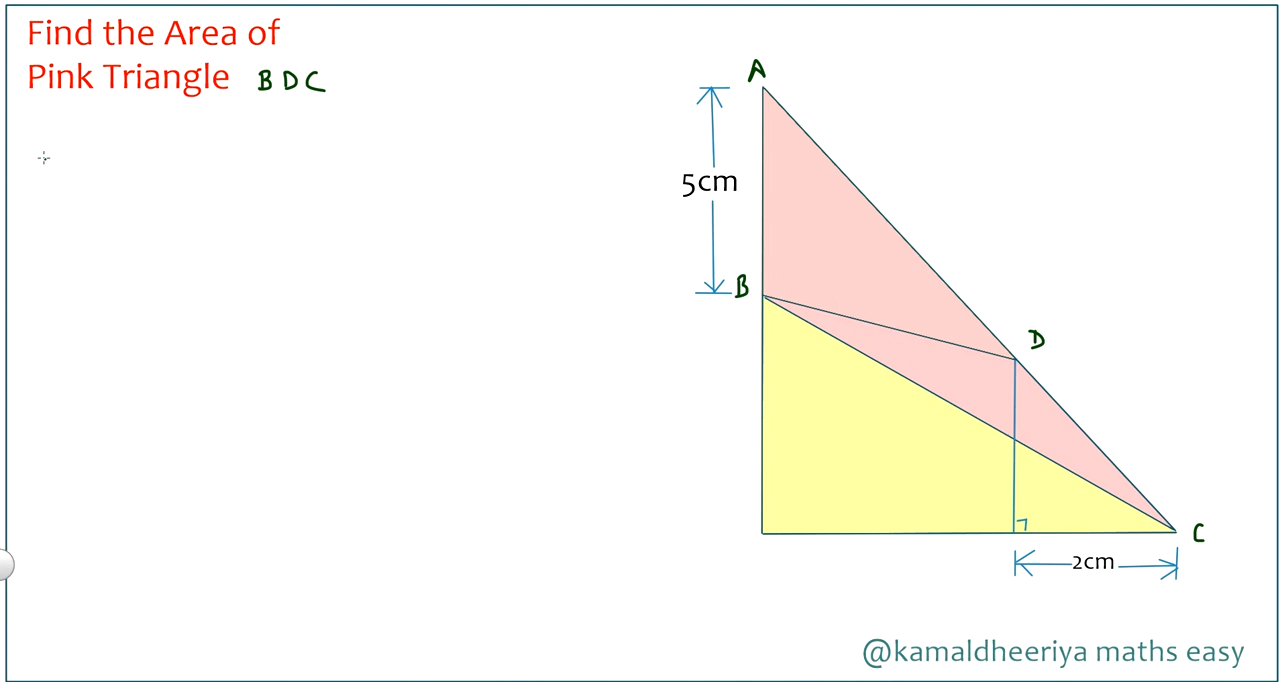 Find the Area of
Pink Triangle BDC
A
5cm
B
D
C
2cm
@kamaldheeriya maths easy